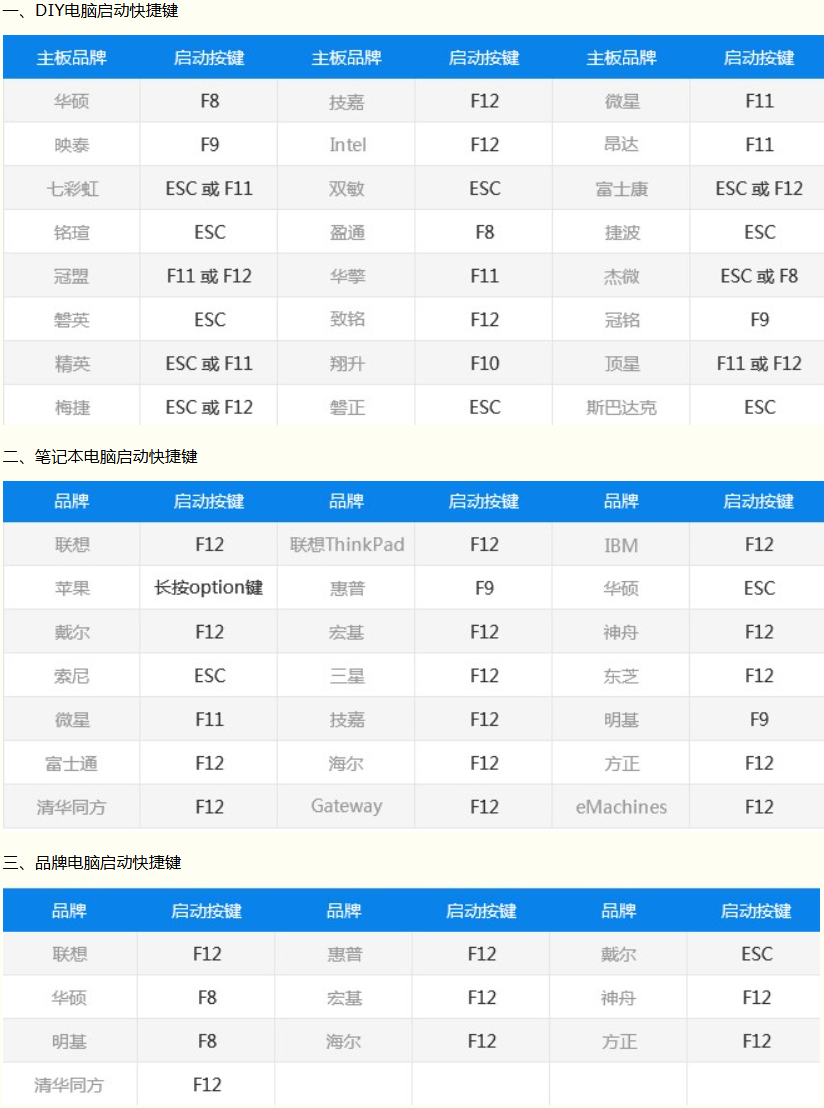 一、DIY电脑启动快捷键
主板品牌 启动按键 主板品牌 启动按键 主板品牌 启动按键
华硕 F8 技嘉 F12 微星 F11
映泰 F9 Intel F12 昂达 F11
七彩虹 ESC 或 F11 双敏 ESC 富士康 ESC 或 F12
铭瑄 ESC 盈通 F8 捷波 ESC
冠盟 F11 或 F12 华擎 F11 杰微 ESC 或 F8
磐英 ESC 致铭 F12 冠铭 F9
精英 ESC 或 F11 翔升 F10 顶星 F11 或 F12
梅捷 ESC 或 F12 磐正 ESC 斯巴达克 ESC
二、笔记本电脑启动快捷键
品牌 启动按键 品牌 启动按键 品牌 启动按键
联想 F12 联想ThinkPad F12 IBM F12
苹果 长按option键 惠普 F9 华硕 ESC
戴尔 F12 宏基 F12 神舟 F12
索尼 ESC 三星 F12 东芝 F12
微星 F11 技嘉 F12 明基 F9
富士通 F12 海尔 F12 方正 F12
清华同方 F12 Gateway F12 eMachines F12
三、品牌电脑启动快捷键
品牌 启动按键 品牌 启动按键 品牌 启动按键
联想 F12 惠普 F12 戴尔 ESC
华硕 F8 宏基 F12 神舟 F12
明基 F8 海尔 F12 方正 F12
清华同方 F12